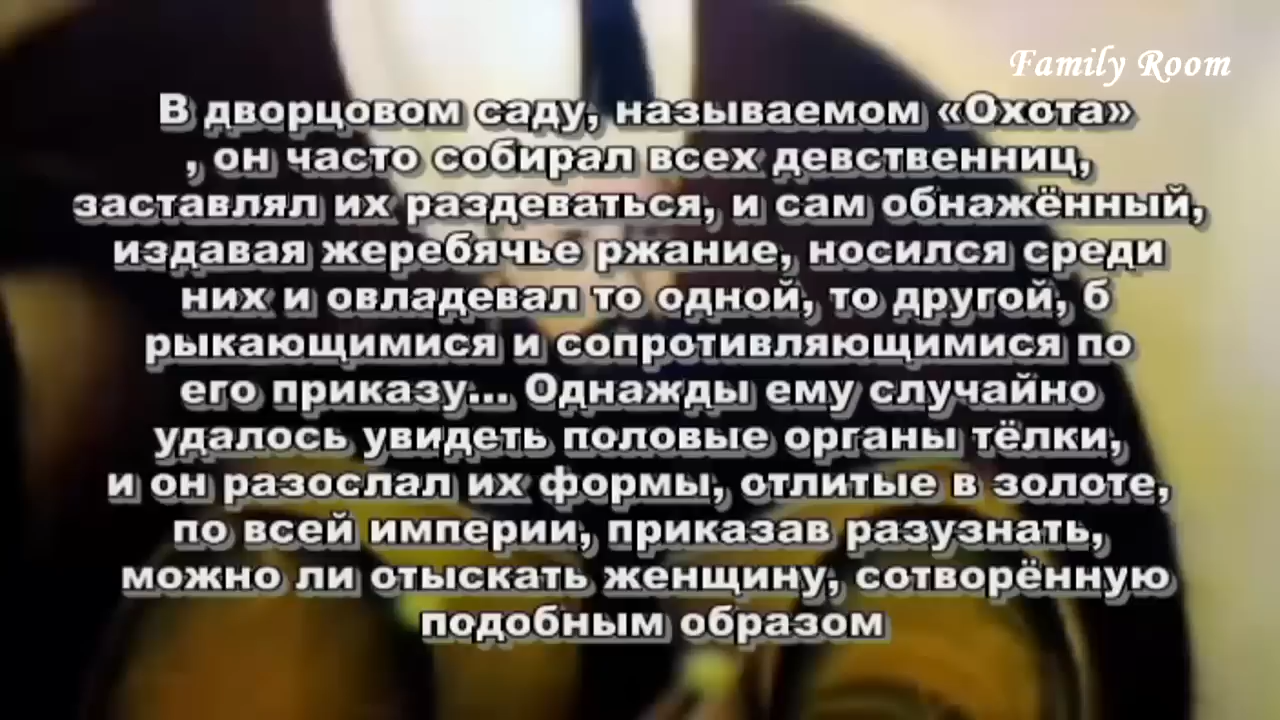 Family Room
В дворцовом саду, называемом «Охота»
, он часто собирал всех девственниц,
заставлял их раздеваться, и сам обнажённый,
издавая жеребячье ржание, носился среди
них и овладевал то одной, то другой, б
рыкающимися и сопротивляющимися по
его приказу... Однажды ему случайно
удалось увидеть половые органы тёлки,
и он разослал их формы, отлитые в золоте,
по всей империи, приказав разузнать,
можно ли отыскать женщину, сотворённую
подобным образом